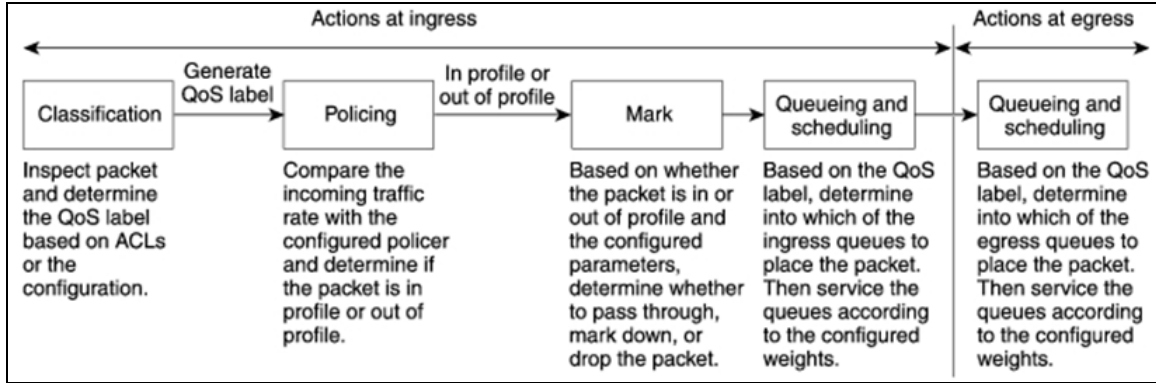 Actions at ingress
Actions at egress
Generate
QoS label
In profile or
out of profile
Classification
Policing
Mark
Queueing and
scheduling
Queueing and
scheduling
Inspect packet
and determine
the QoS label
based on ACLs
or the
configuration.
Compare the
incoming traffic
rate with the
configured policer
and determine if
the packet is in
profile or out of
profile.
Based on whether
the packet is in or
out of profile and
the configured
parameters,
determine whether
to pass through,
mark down, or
drop the packet.
Based on the QoS
label, determine
into which of the
ingress queues to
place the packet.
Then service the
queues according
to the configured
weights.
Based on the QoS
label, determine
into which of the
egress queues to
place the packet.
Then service the
queues according
to the configured
weights.